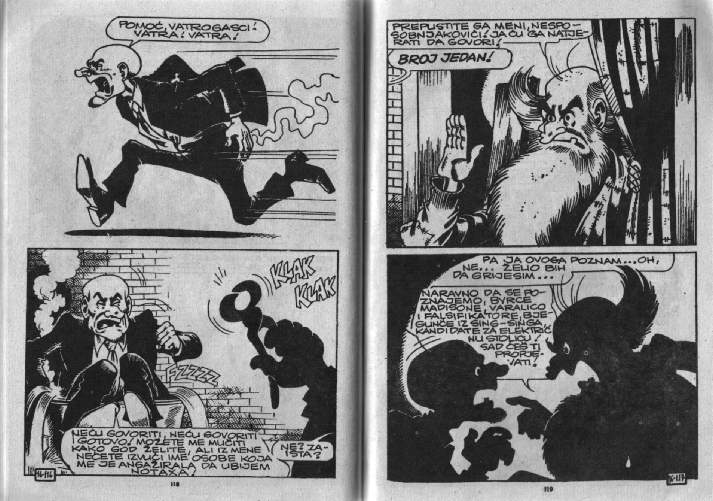 POMOĆ, VATROGASCI!
VATRA! VATRA!
KLAK
KLAK
SZZZZZ
NEĆU GOVORITI, NEĆU GOVORITI
I GOTOVO! MOŽETE ME MUČITI
KAKO GOD ŽELITE, ALI IZ MENE
NEĆETE IZVUĆI IME OSOBE KOJA
ME JE ANGAŽIRALA DA UBIJEM
NOTAXA!
NE? ZA-
ISTA?
118
PREPUSTITE GA MENI, NESPO-
SOBNJAKOVIĆI! JA ĆU GA NATJE-
RATI DA GOVORI!
BROJ JEDAN!
PA JA OVOGA POZNAM...OH,
NE... ŽELIO BIH
DA GRIJEŠIM...
NARAVNO DA SE PO-
ZNAJEMO, BYRCE
MADISONE, VARALICO
I FALSIFIKATORE, BJE-
GUNČE IZ SING-SINGA,
KANDIDATE ZA ELEKTRIČ-
NU STOLICU!
SAD ĆEŠ TI
PROPJE-
VATI!
119